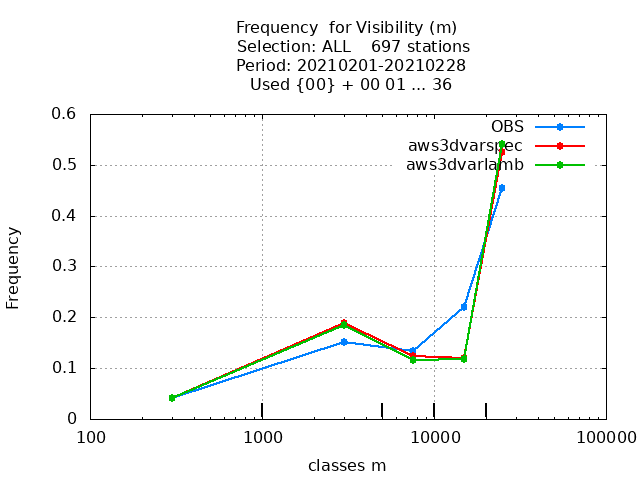 Frequency  for Visibility (m)
Selection: ALL    697 stations
Period: 20210201-20210228
Used {00} + 00 01 ... 36
0.6
0.5
0.4
0.3
0.2
0.1
0
Frequency
OBS
aws3dvarspec
aws3dvarlamb
100
1000
10000
100000
classes m